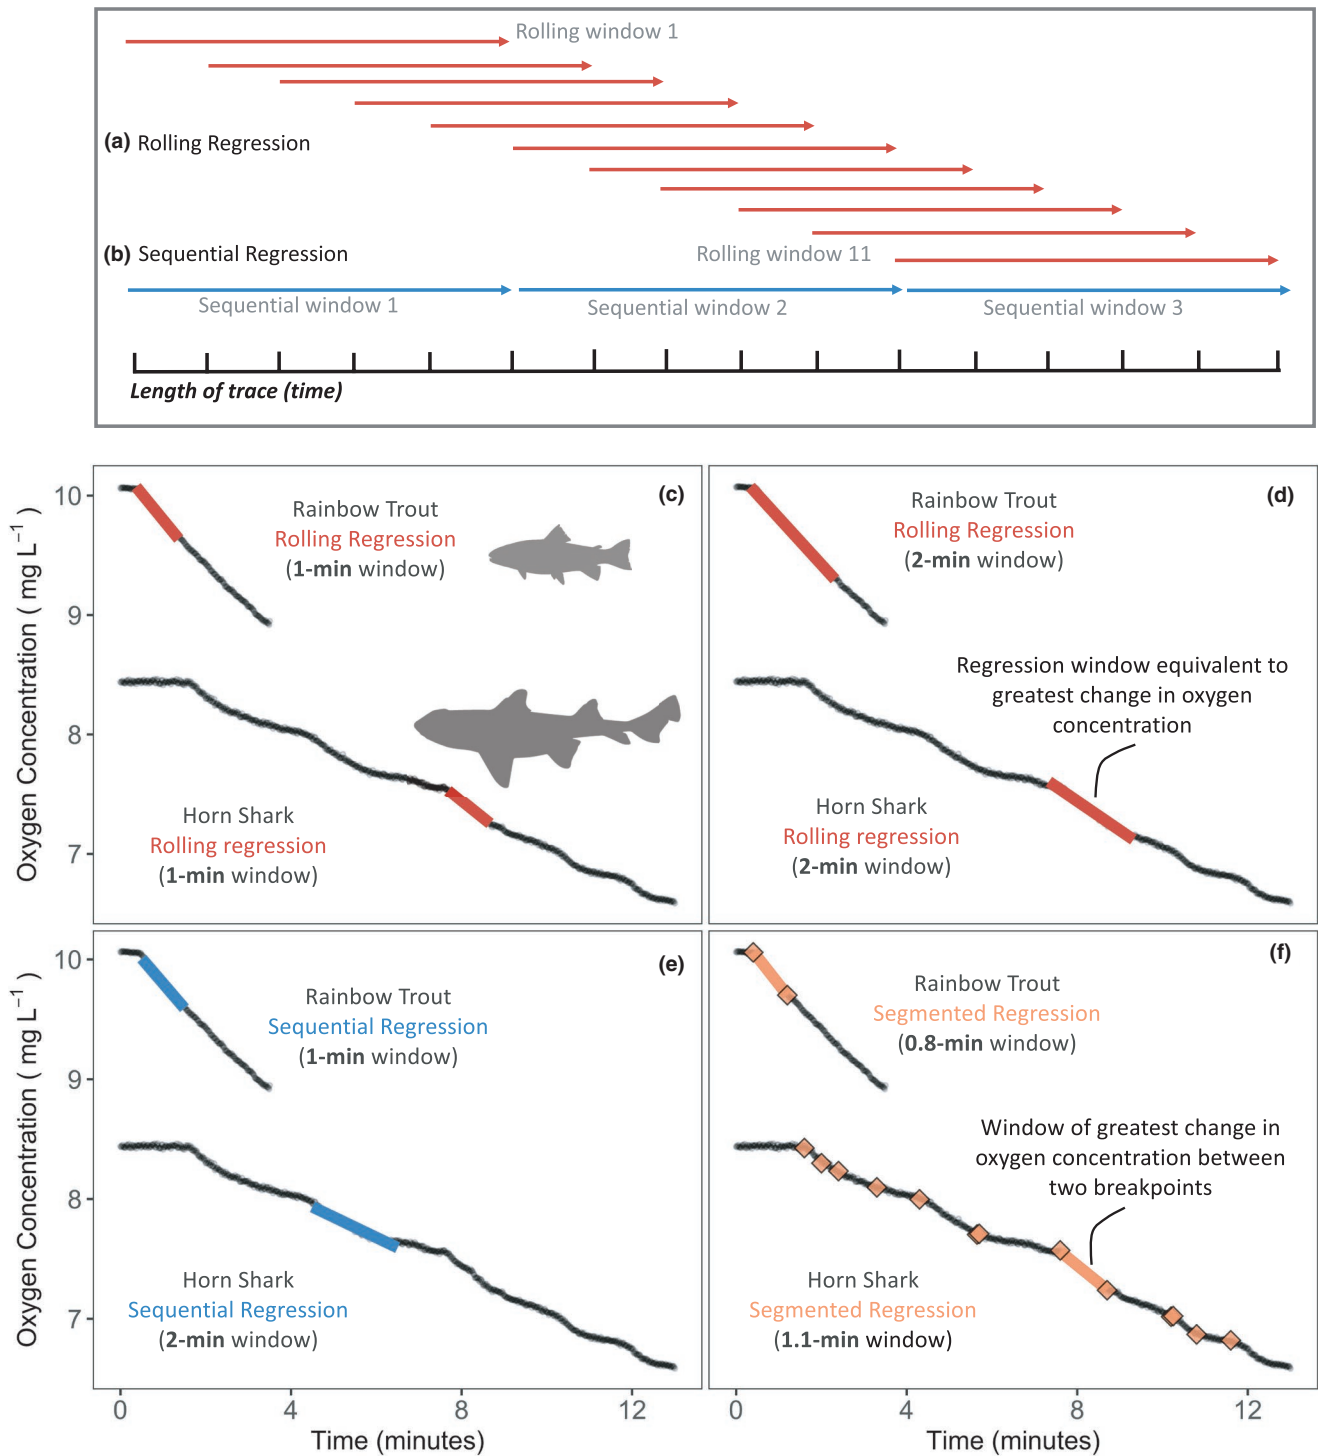 Rolling window 1
(a) Rolling Regression
(b) Sequential Regression
Rolling window 11
Sequential window 1
Sequential window 2
Sequential window 3
Length of trace (time)
Oxygen Concentration ( mg L⁻¹ )
10
9
8
7
(c)
Rainbow Trout
Rolling Regression
(1-min window)
Horn Shark
Rolling regression
(1-min window)
(d)
Rainbow Trout
Rolling Regression
(2-min window)
Regression window equivalent to
greatest change in oxygen
concentration
Horn Shark
Rolling regression
(2-min window)
Oxygen Concentration ( mg L⁻¹ )
10
9
8
7
(e)
Rainbow Trout
Sequential Regression
(1-min window)
Horn Shark
Sequential Regression
(2-min window)
0 4 8 12
Time (minutes)
(f)
Rainbow Trout
Segmented Regression
(0.8-min window)
Window of greatest change in
oxygen concentration between
two breakpoints
Horn Shark
Segmented Regression
(1.1-min window)
0 4 8 12
Time (minutes)